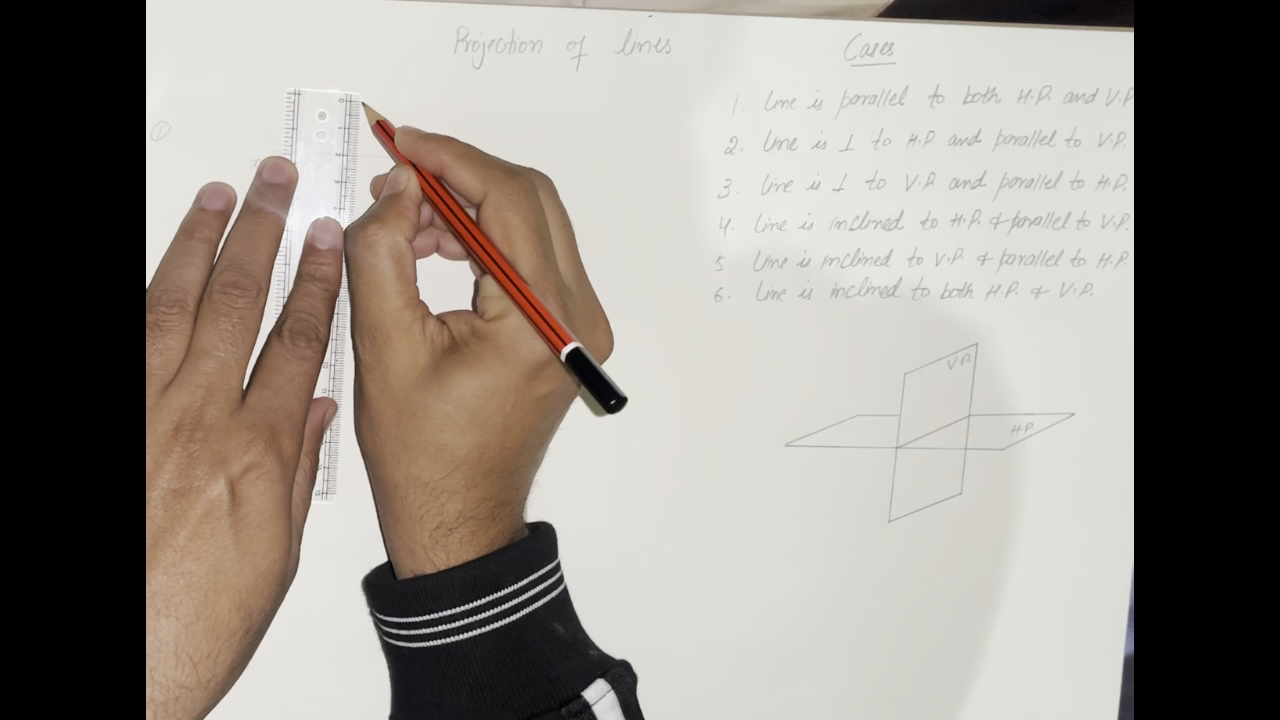 Projection of lines
Cases
1. Line is parallel to both H.P. and V.P
2. Line is ⊥ to H.P. and parallel to V.P.
3. Line is ⊥ to V.P. and parallel to H.P.
4. Line is inclined to H.P. & parallel to V.P.
5. Line is inclined to V.P. & parallel to H.P.
6. Line is inclined to both H.P. & V.P.
①
V.P.
H.P.